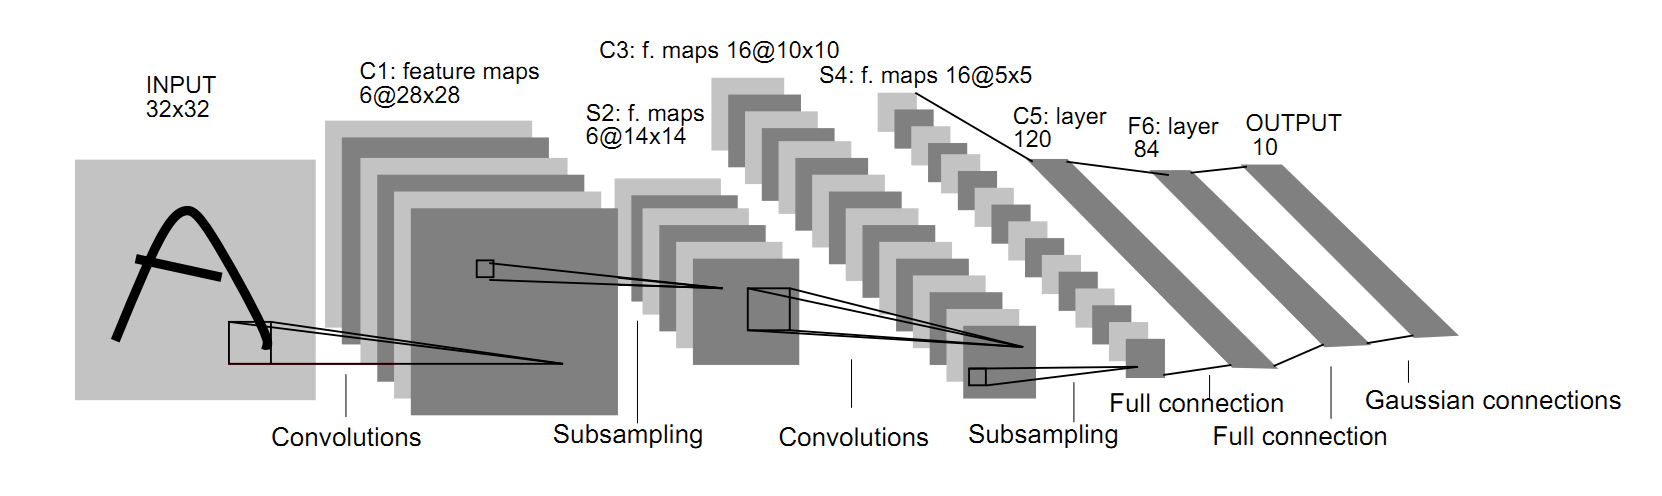 INPUT
32x32
C1: feature maps
6@28x28
S2: f. maps
6@14x14
C3: f. maps 16@10x10
S4: f. maps 16@5x5
C5: layer
120
F6: layer
84
OUTPUT
10
Convolutions
Subsampling
Convolutions
Subsampling
Full connection
Full connection
Gaussian connections